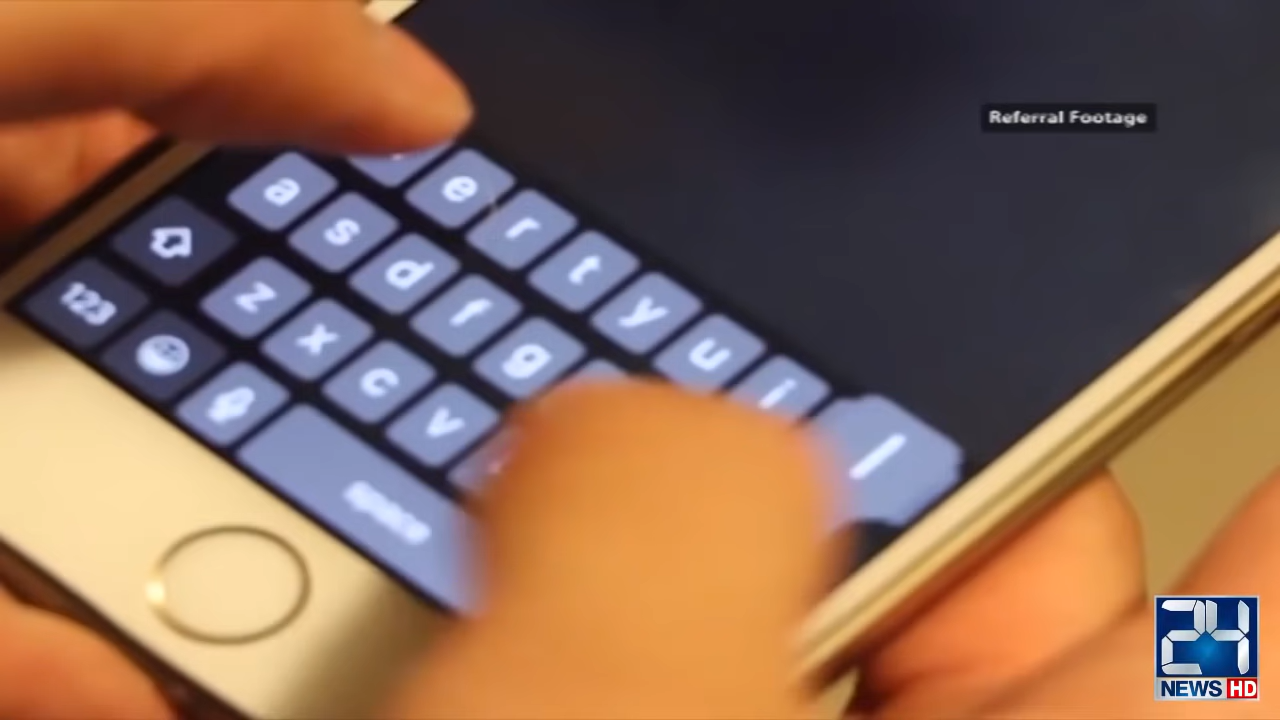 Referral Footage
e r t y u i l
a s d f g
z x c v
123 space
24
NEWS HD